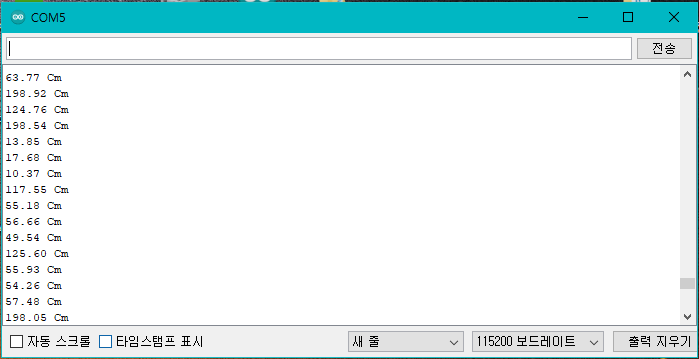 COM5
전송
63.77 Cm
198.92 Cm
124.76 Cm
198.54 Cm
13.85 Cm
17.68 Cm
10.37 Cm
117.55 Cm
55.18 Cm
56.66 Cm
49.54 Cm
125.60 Cm
55.93 Cm
54.26 Cm
57.48 Cm
198.05 Cm
자동 스크롤 타임스탬프 표시 새 줄 115200 보드레이트 출력 지우기